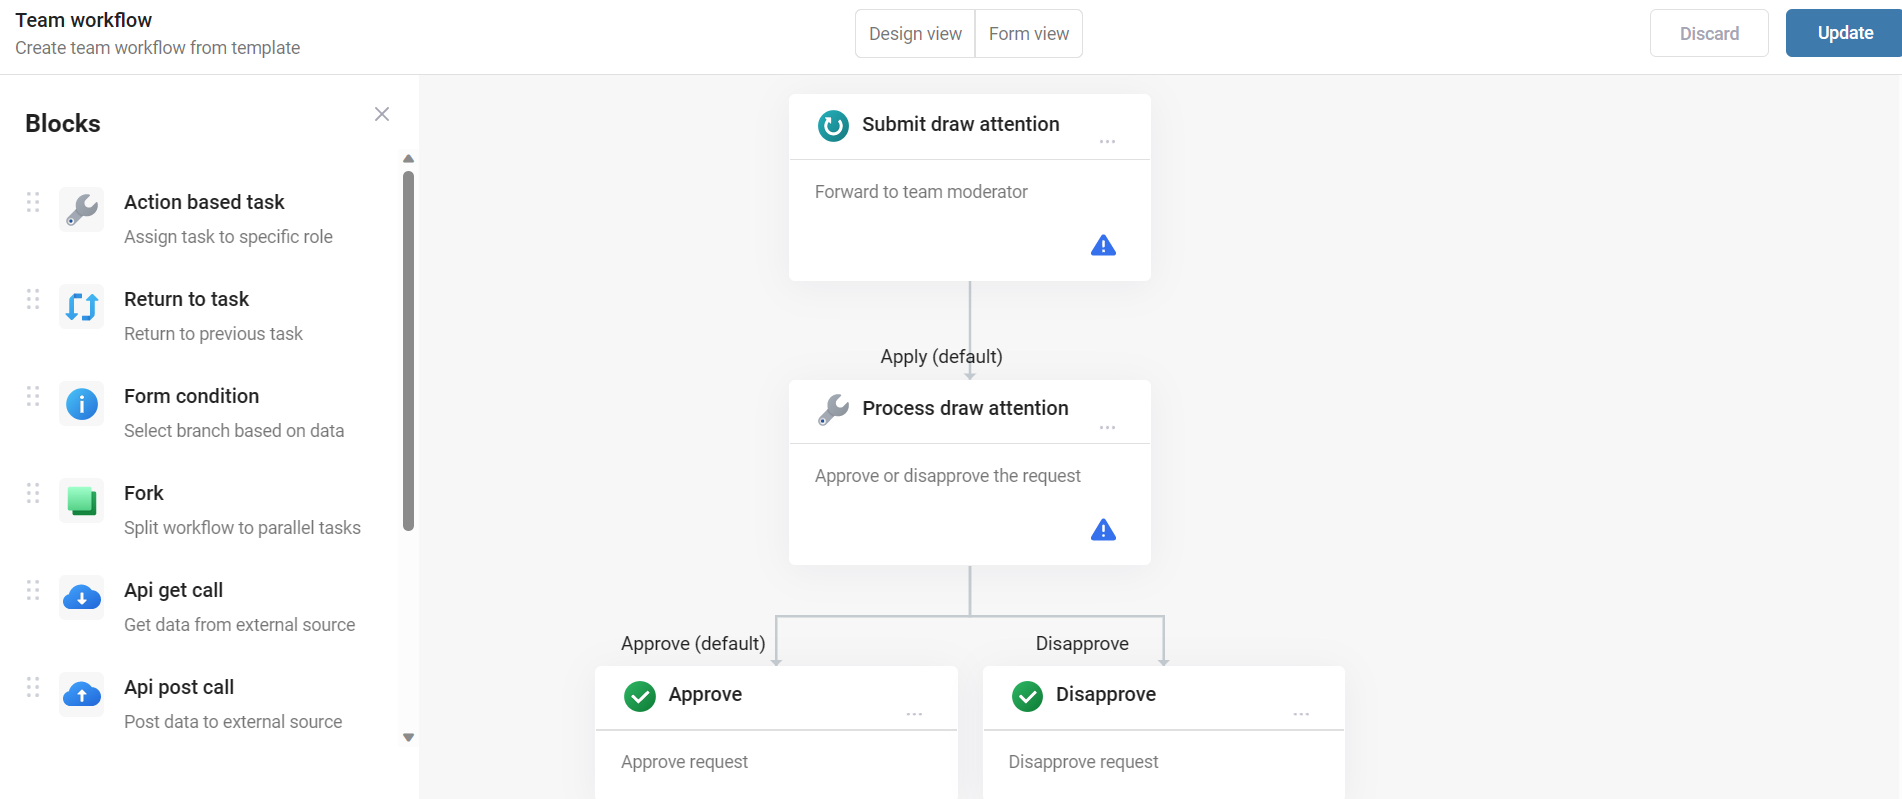 Team workflow
Create team workflow from template
Design view
Form view
Discard
Update
Blocks
Action based task
Assign task to specific role
Return to task
Return to previous task
Form condition
Select branch based on data
Fork
Split workflow to parallel tasks
Api get call
Get data from external source
Api post call
Post data to external source
Submit draw attention
...
Forward to team moderator
Apply (default)
Process draw attention
...
Approve or disapprove the request
Approve (default)
Disapprove
Approve
...
Approve request
Disapprove
...
Disapprove request